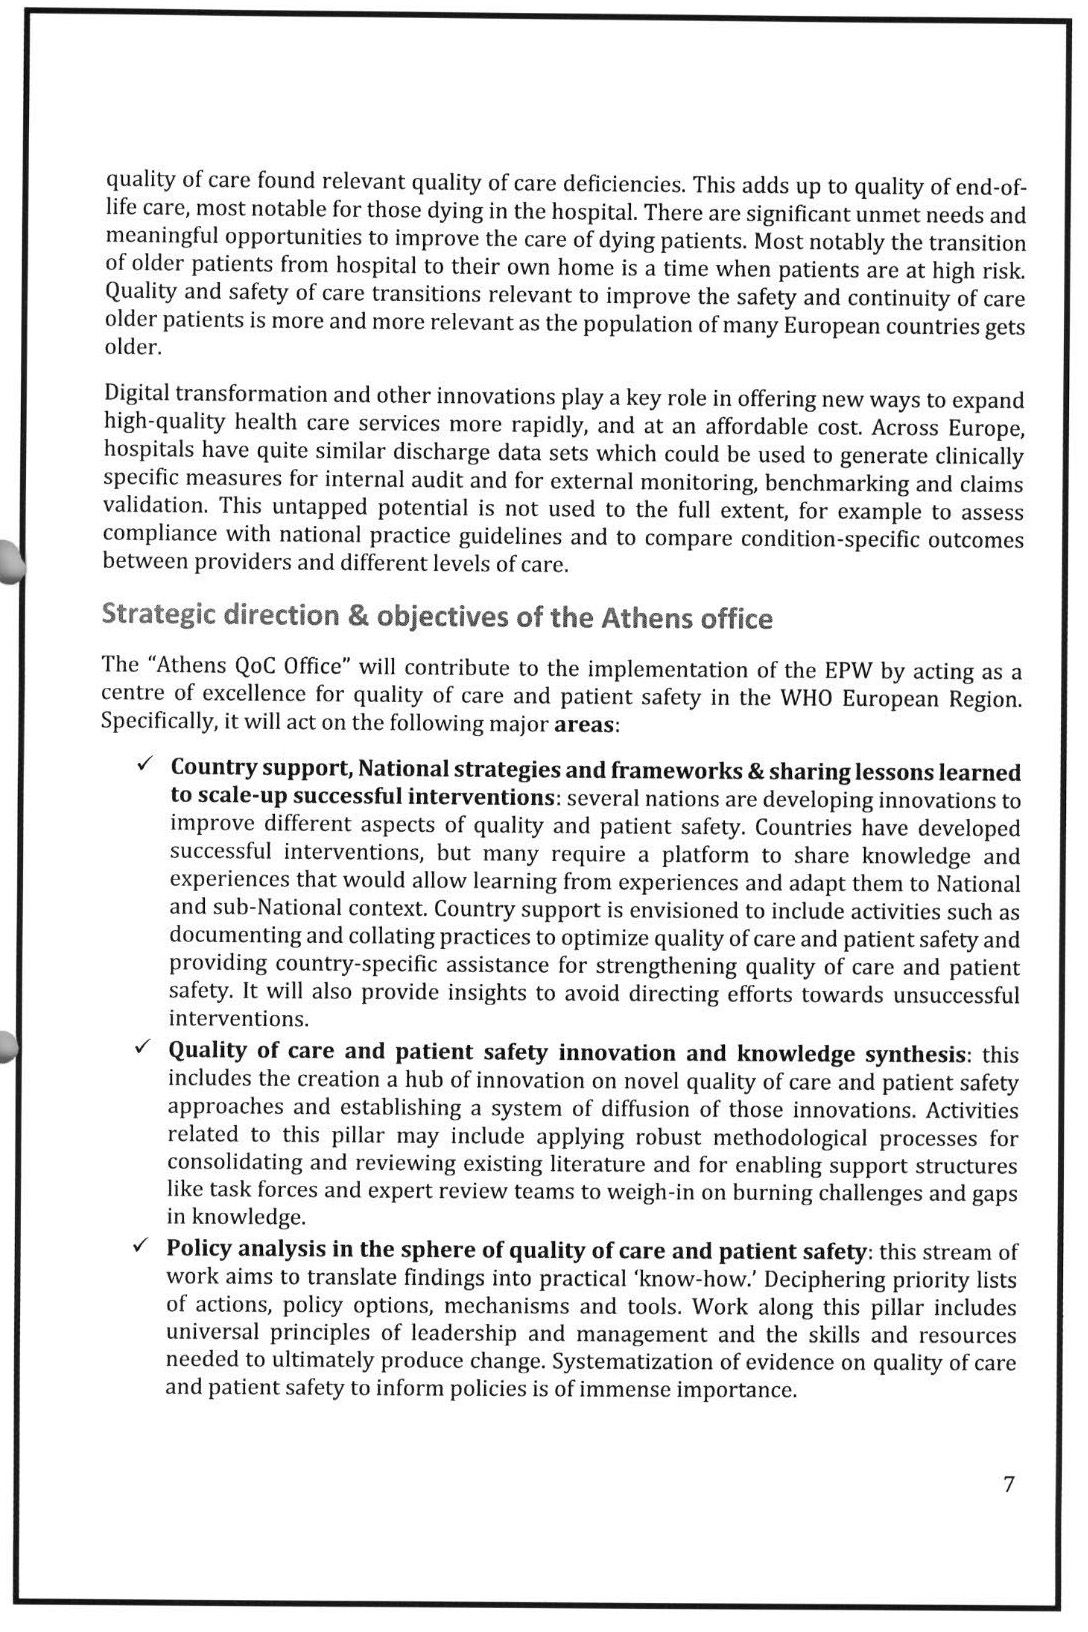 quality of care found relevant quality of care deficiencies. This adds up to quality of end-of-
life care, most notable for those dying in the hospital. There are significant unmet needs and
meaningful opportunities to improve the care of dying patients. Most notably the transition
of older patients from hospital to their own home is a time when patients are at high risk.
Quality and safety of care transitions relevant to improve the safety and continuity of care
older patients is more and more relevant as the population of many European countries gets
older.
Digital transformation and other innovations play a key role in offering new ways to expand
high-quality health care services more rapidly, and at an affordable cost. Across Europe,
hospitals have quite similar discharge data sets which could be used to generate clinically
specific measures for internal audit and for external monitoring, benchmarking and claims
validation. This untapped potential is not used to the full extent, for example to assess
compliance with national practice guidelines and to compare condition-specific outcomes
between providers and different levels of care.
Strategic direction & objectives of the Athens office
The “Athens QoC Office” will contribute to the implementation of the EPW by acting as a
centre of excellence for quality of care and patient safety in the WHO European Region.
Specifically, it will act on the following major areas:
✓ Country support, National strategies and frameworks & sharing lessons learned
to scale-up successful interventions: several nations are developing innovations to
improve different aspects of quality and patient safety. Countries have developed
successful interventions, but many require a platform to share knowledge and
experiences that would allow learning from experiences and adapt them to National
and sub-National context. Country support is envisioned to include activities such as
documenting and collating practices to optimize quality of care and patient safety and
providing country-specific assistance for strengthening quality of care and patient
safety. It will also provide insights to avoid directing efforts towards unsuccessful
interventions.
✓ Quality of care and patient safety innovation and knowledge synthesis: this
includes the creation a hub of innovation on novel quality of care and patient safety
approaches and establishing a system of diffusion of those innovations. Activities
related to this pillar may include applying robust methodological processes for
consolidating and reviewing existing literature and for enabling support structures
like task forces and expert review teams to weigh-in on burning challenges and gaps
in knowledge.
✓ Policy analysis in the sphere of quality of care and patient safety: this stream of
work aims to translate findings into practical ‘know-how.’ Deciphering priority lists
of actions, policy options, mechanisms and tools. Work along this pillar includes
universal principles of leadership and management and the skills and resources
needed to ultimately produce change. Systematization of evidence on quality of care
and patient safety to inform policies is of immense importance.
7